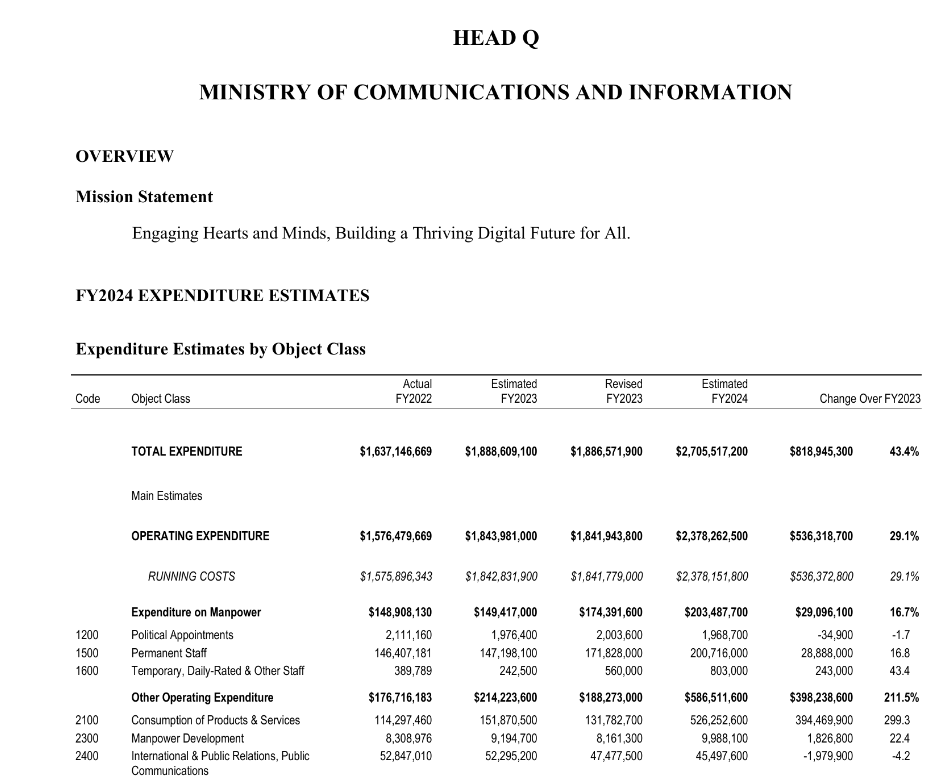 HEAD Q
MINISTRY OF COMMUNICATIONS AND INFORMATION
OVERVIEW
Mission Statement
Engaging Hearts and Minds, Building a Thriving Digital Future for All.
FY2024 EXPENDITURE ESTIMATES
Expenditure Estimates by Object Class
Actual Estimated Revised Estimated
Code Object Class FY2022 FY2023 FY2023 FY2024 Change Over FY2023
TOTAL EXPENDITURE $1,637,146,669 $1,888,609,100 $1,886,571,900 $2,705,517,200 $818,945,300 43.4%
Main Estimates
OPERATING EXPENDITURE $1,576,479,669 $1,843,981,000 $1,841,943,800 $2,378,262,500 $536,318,700 29.1%
RUNNING COSTS $1,575,896,343 $1,842,831,900 $1,841,779,000 $2,378,151,800 $536,372,800 29.1%
Expenditure on Manpower $148,908,130 $149,417,000 $174,391,600 $203,487,700 $29,096,100 16.7%
1200 Political Appointments 2,111,160 1,976,400 2,003,600 1,968,700 -34,900 -1.7
1500 Permanent Staff 146,407,181 147,198,100 171,828,000 200,716,000 28,888,000 16.8
1600 Temporary, Daily-Rated & Other Staff 389,789 242,500 560,000 803,000 243,000 43.4
Other Operating Expenditure $176,716,183 $214,223,600 $188,273,000 $586,511,600 $398,238,600 211.5%
2100 Consumption of Products & Services 114,297,460 151,870,500 131,782,700 526,252,600 394,469,900 299.3
2300 Manpower Development 8,308,976 9,194,700 8,161,300 9,988,100 1,826,800 22.4
2400 International & Public Relations, Public 52,847,010 52,295,200 47,477,500 45,497,600 -1,979,900 -4.2
Communications